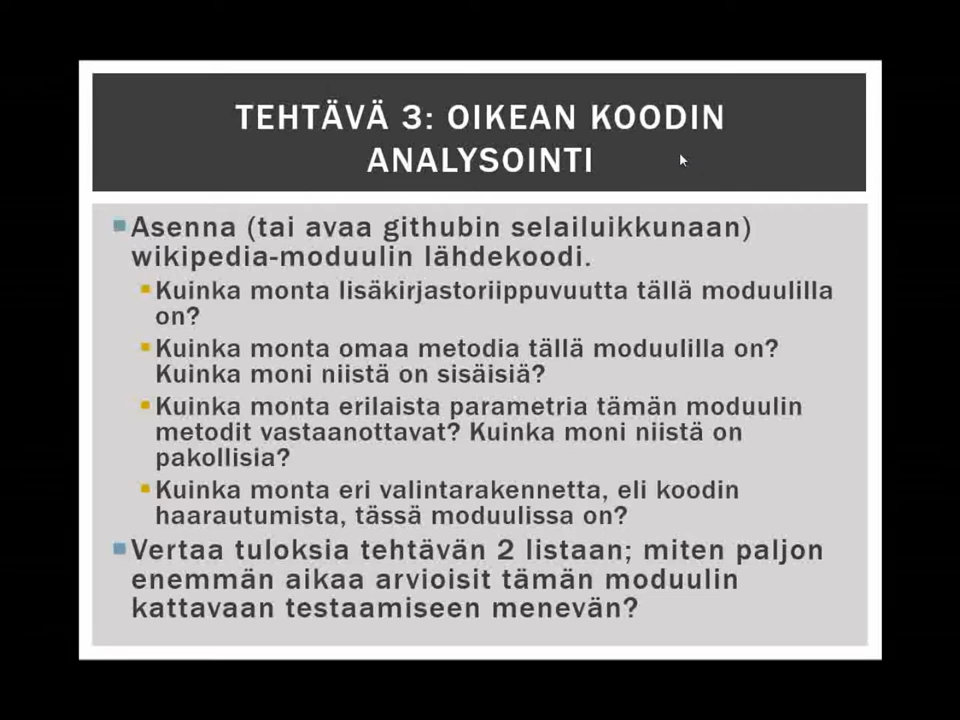 TEHTÄVÄ 3: OIKEAN KOODIN
ANALYSOINTI
Asenna (tai avaa githubin selailuikkunaan)
wikipedia-moduulin lähdekoodi.
Kuinka monta lisäkirjastoriippuvuutta tällä moduulilla
on?
Kuinka monta omaa metodia tällä moduulilla on?
Kuinka moni niistä on sisäisiä?
Kuinka monta erilaista parametria tämän moduulin
metodit vastaanottavat? Kuinka moni niistä on
pakollisia?
Kuinka monta eri valintarakennetta, eli koodin
haarautumista, tässä moduulissa on?
Vertaa tuloksia tehtävän 2 listaan; miten paljon
enemmän aikaa arvioisit tämän moduulin
kattavaan testaamiseen menevän?